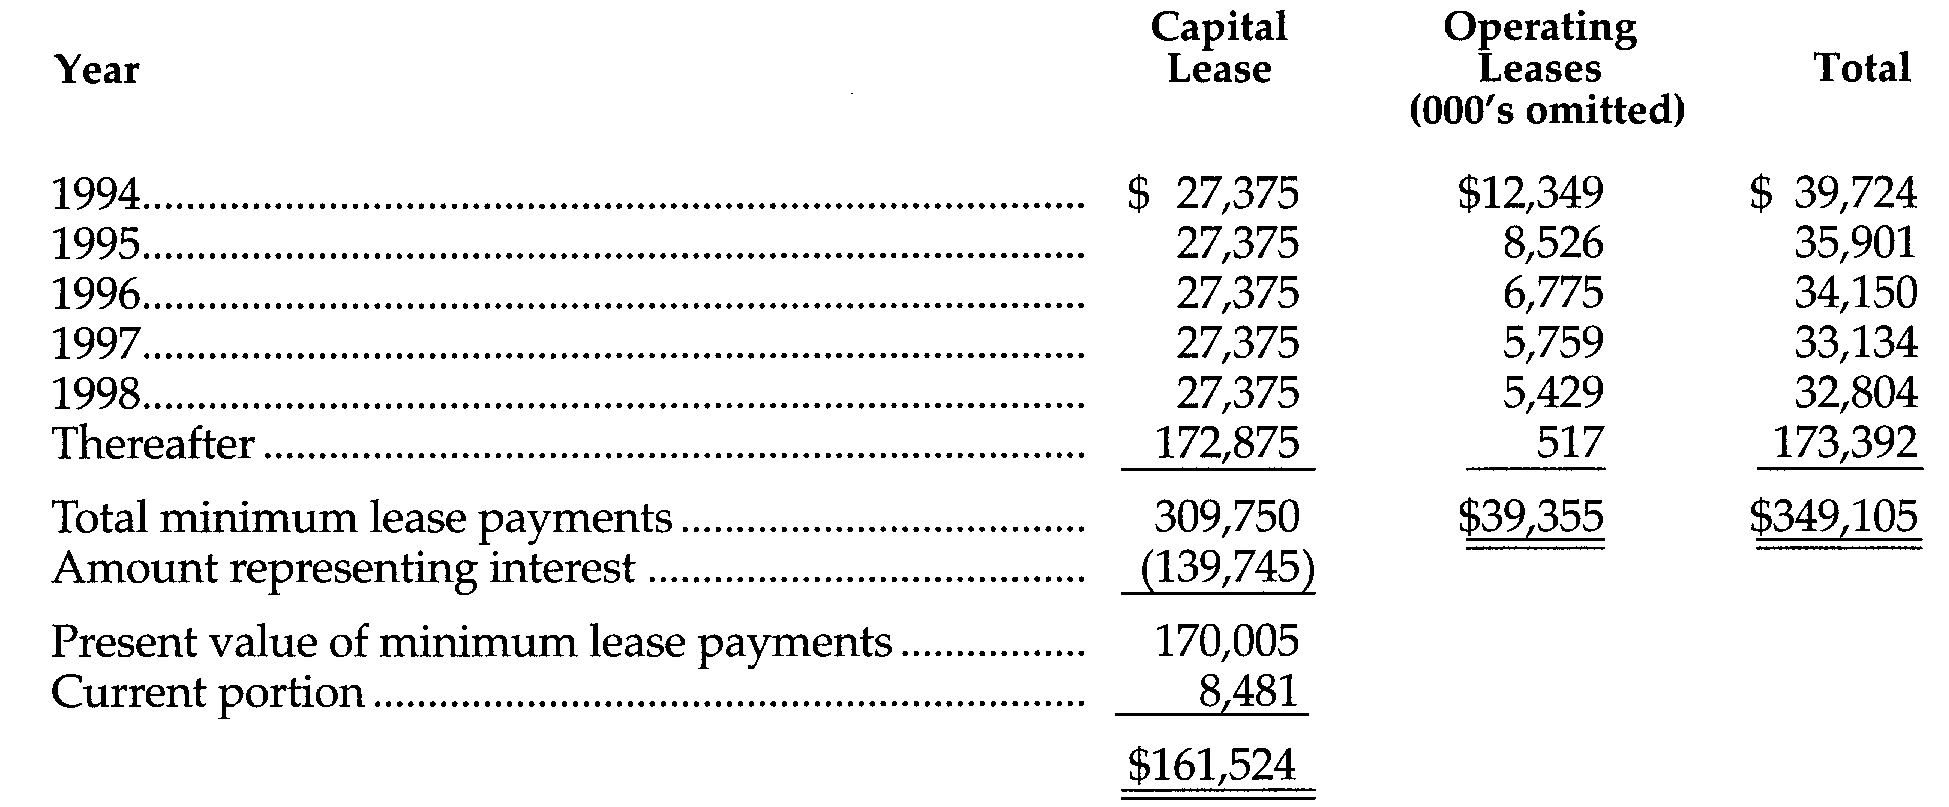 Capital Operating
Year Lease Leases Total
(000's omitted)
1994 $ 27,375 $12,349 $ 39,724
1995 27,375 8,526 35,901
1996 27,375 6,775 34,150
1997 27,375 5,759 33,134
1998 27,375 5,429 32,804
Thereafter 172,875 517 173,392
Total minimum lease payments 309,750 $39,355 $349,105
Amount representing interest (139,745)
Present value of minimum lease payments 170,005
Current portion 8,481
$161,524